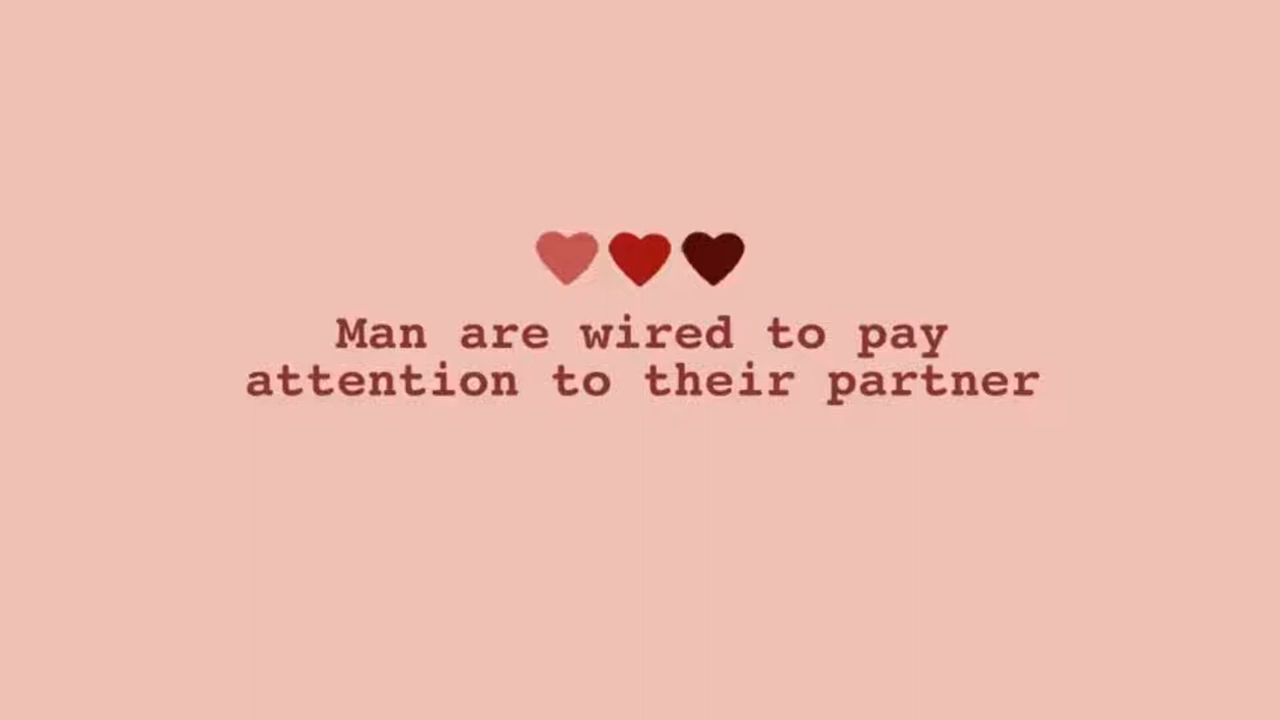 Man are wired to pay
attention to their partner